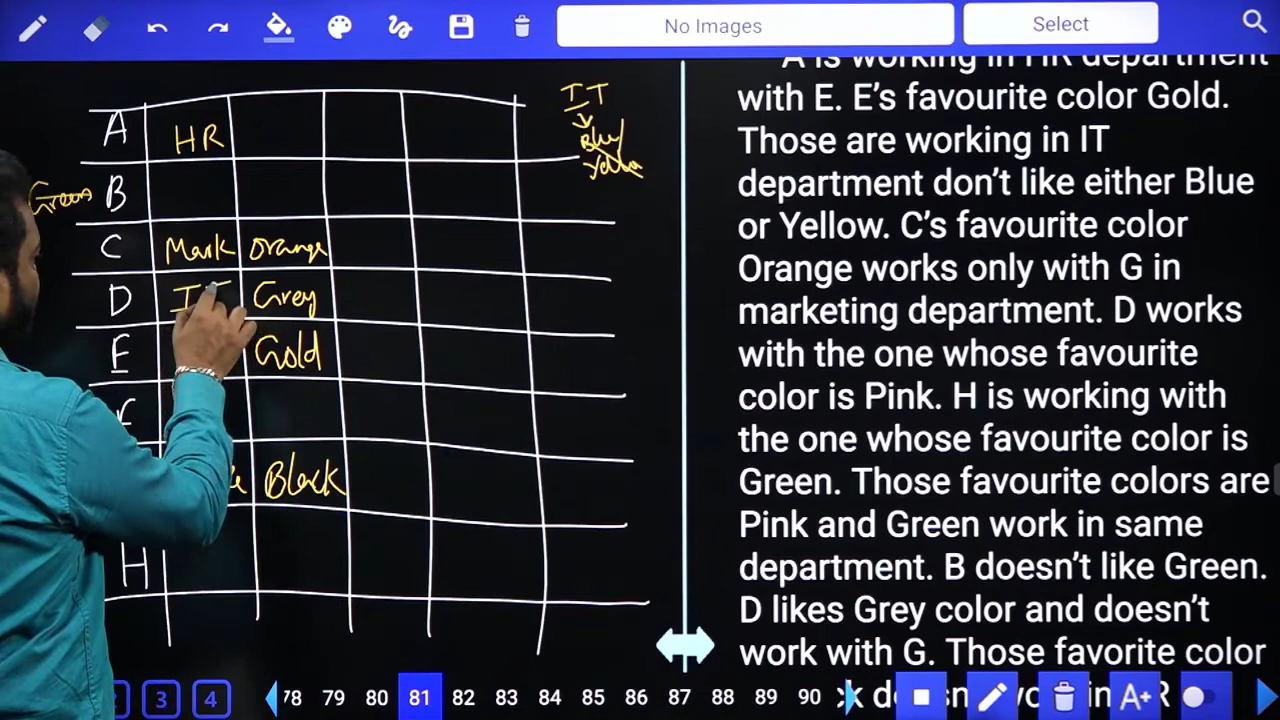 No Images
Select
A HR
IT
Blue/
Yellow
Green B
C Mark Orange
D IT Grey
E Gold
Black
H
A is working in HR department
with E. E's favourite color Gold.
Those are working in IT
department don't like either Blue
or Yellow. C's favourite color
Orange works only with G in
marketing department. D works
with the one whose favourite
color is Pink. H is working with
the one whose favourite color is
Green. Those favourite colors are
Pink and Green work in same
department. B doesn't like Green.
D likes Grey color and doesn't
work with G. Those favorite color
3 4 78 79 80 81 82 83 84 85 86 87 88 89 90
A+